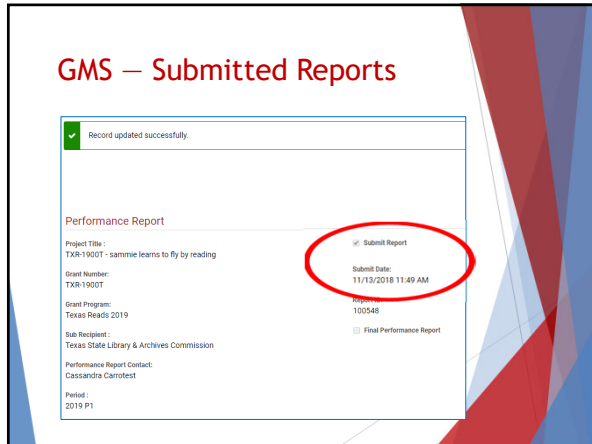 GMS — Submitted Reports
Record updated successfully.
Performance Report
Project Title :
TXR-1900T - sammie learns to fly by reading
Grant Number:
TXR-1900T
Grant Program:
Texas Reads 2019
Sub Recipient :
Texas State Library & Archives Commission
Performance Report Contact:
Cassandra Carrotest
Period :
2019 P1
Submit Report
Submit Date:
11/13/2018 11:49 AM
Report ID:
100548
Final Performance Report